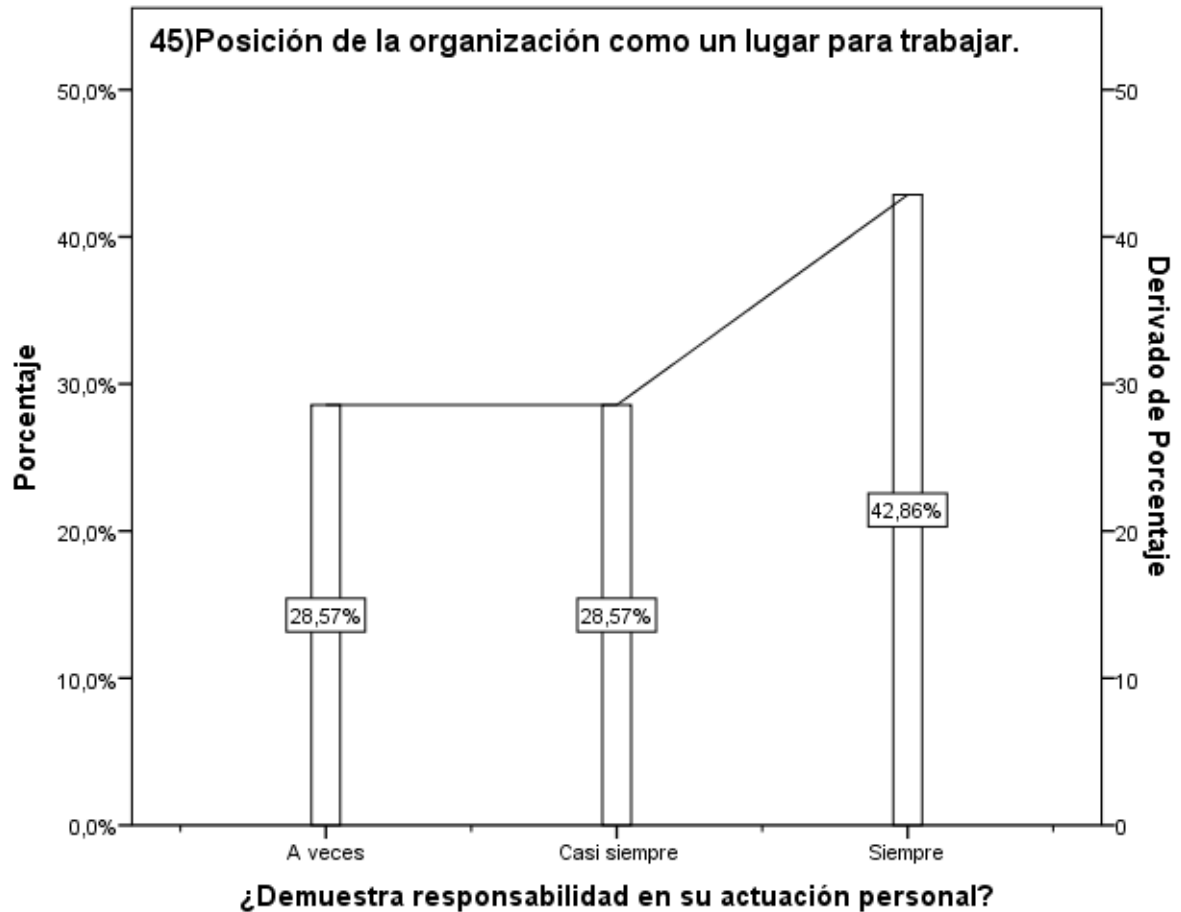 45)Posición de la organización como un lugar para trabajar.
Porcentaje
50,0%
40,0%
30,0%
20,0%
10,0%
0,0%
28,57%
28,57%
42,86%
50
40
30
20
10
0
Derivado de Porcentaje
A veces
Casi siempre
Siempre
¿Demuestra responsabilidad en su actuación personal?